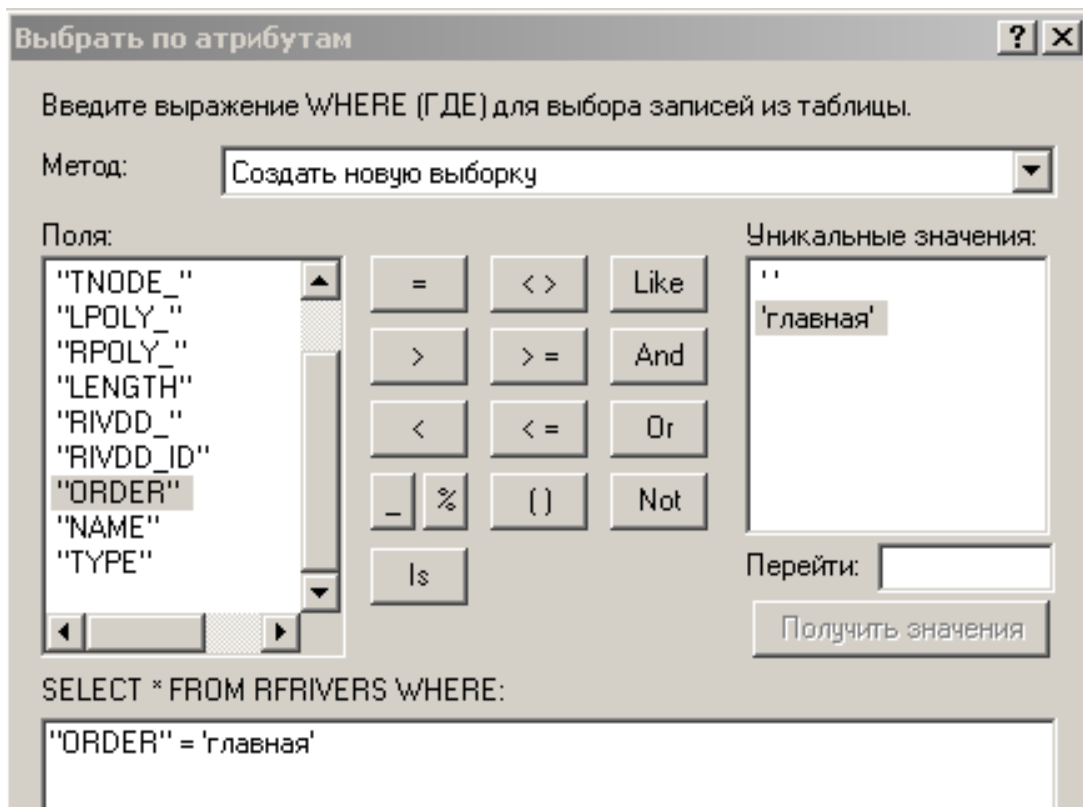 Выбрать по атрибутам
? X
Введите выражение WHERE (ГДЕ) для выбора записей из таблицы.
Метод:
Создать новую выборку
Поля:
"TNODE_"
"LPOLY_"
"RPOLY_"
"LENGTH"
"RIVDD_"
"RIVDD_ID"
"ORDER"
"NAME"
"TYPE"
= < > Like
> > = And
< < = Or
_ % ( ) Not
Is
Уникальные значения:
' '
'главная'
Перейти:
Получить значения
SELECT * FROM RFRIVERS WHERE:
"ORDER" = 'главная'